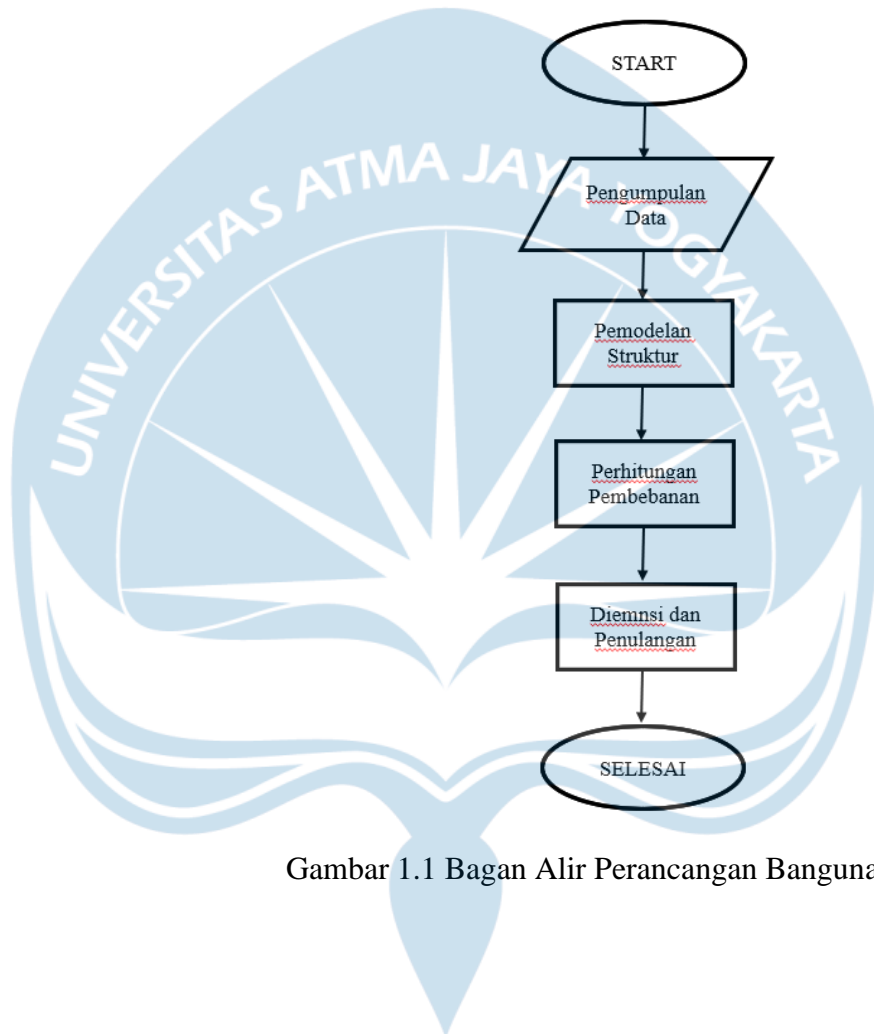 UNIVERSITAS ATMA JAYA YOGYAKARTA
START
Pengumpulan
Data
Pemodelan
Struktur
Perhitungan
Pembebanan
Diemnsi dan
Penulangan
SELESAI
Gambar 1.1 Bagan Alir Perancangan Banguna